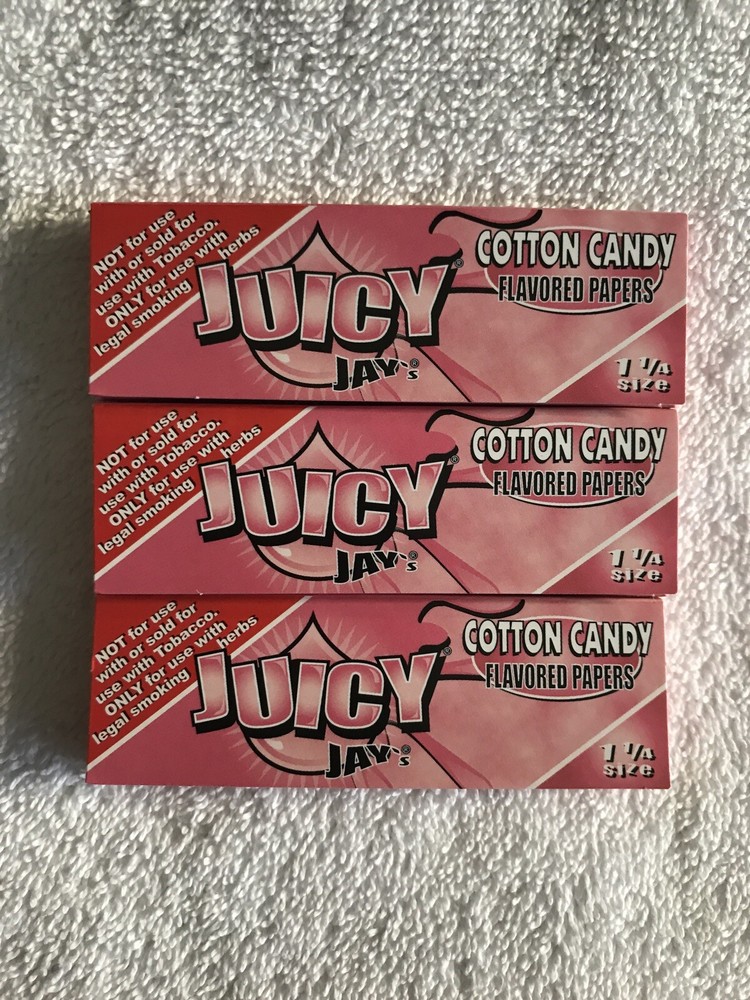 NOT for use
with or sold for
use with Tobacco.
ONLY for use with
legal smoking herbs
JUICY®
JAY'S®
COTTON CANDY
FLAVORED PAPERS
1 1/4
size
NOT for use
with or sold for
use with Tobacco.
ONLY for use with
legal smoking herbs
JUICY®
JAY'S®
COTTON CANDY
FLAVORED PAPERS
1 1/4
size
NOT for use
with or sold for
use with Tobacco.
ONLY for use with
legal smoking herbs
JUICY®
JAY'S®
COTTON CANDY
FLAVORED PAPERS
1 1/4
size